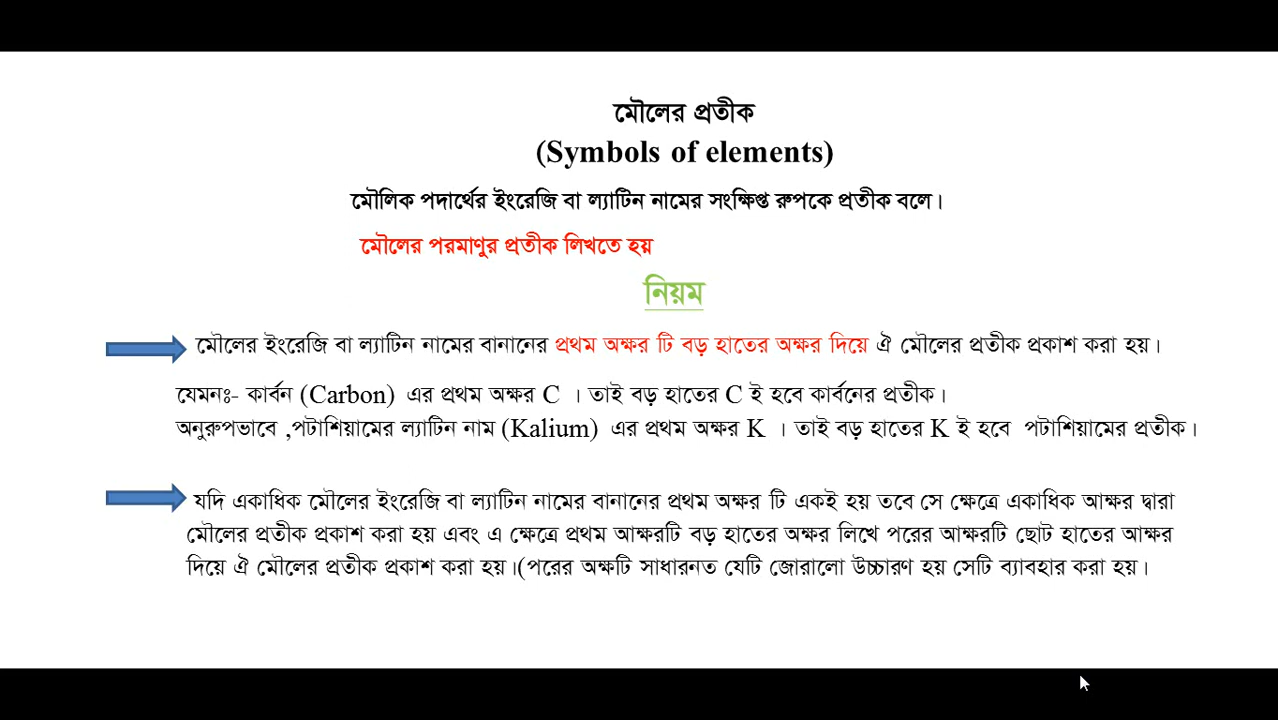 মৌলের প্রতীক
(Symbols of elements)
মৌলিক পদার্থের ইংরেজি বা ল্যাটিন নামের সংক্ষিপ্ত রুপকে প্রতীক বলে।
মৌলের পরমাণুর প্রতীক লিখতে হয়
নিয়ম
মৌলের ইংরেজি বা ল্যাটিন নামের বানানের প্রথম অক্ষর টি বড় হাতের অক্ষর দিয়ে ঐ মৌলের প্রতীক প্রকাশ করা হয়।
যেমনঃ- কার্বন (Carbon) এর প্রথম অক্ষর C । তাই বড় হাতের C ই হবে কার্বনের প্রতীক।
অনুরুপভাবে ,পটাশিয়ামের ল্যাটিন নাম (Kalium) এর প্রথম অক্ষর K । তাই বড় হাতের K ই হবে পটাশিয়ামের প্রতীক।
যদি একাধিক মৌলের ইংরেজি বা ল্যাটিন নামের বানানের প্রথম অক্ষর টি একই হয় তবে সে ক্ষেত্রে একাধিক আক্ষর দ্বারা
মৌলের প্রতীক প্রকাশ করা হয় এবং এ ক্ষেত্রে প্রথম আক্ষরটি বড় হাতের অক্ষর লিখে পরের আক্ষরটি ছোট হাতের আক্ষর
দিয়ে ঐ মৌলের প্রতীক প্রকাশ করা হয়।(পরের অক্ষটি সাধারনত যেটি জোরালো উচ্চারণ হয় সেটি ব্যাবহার করা হয়।